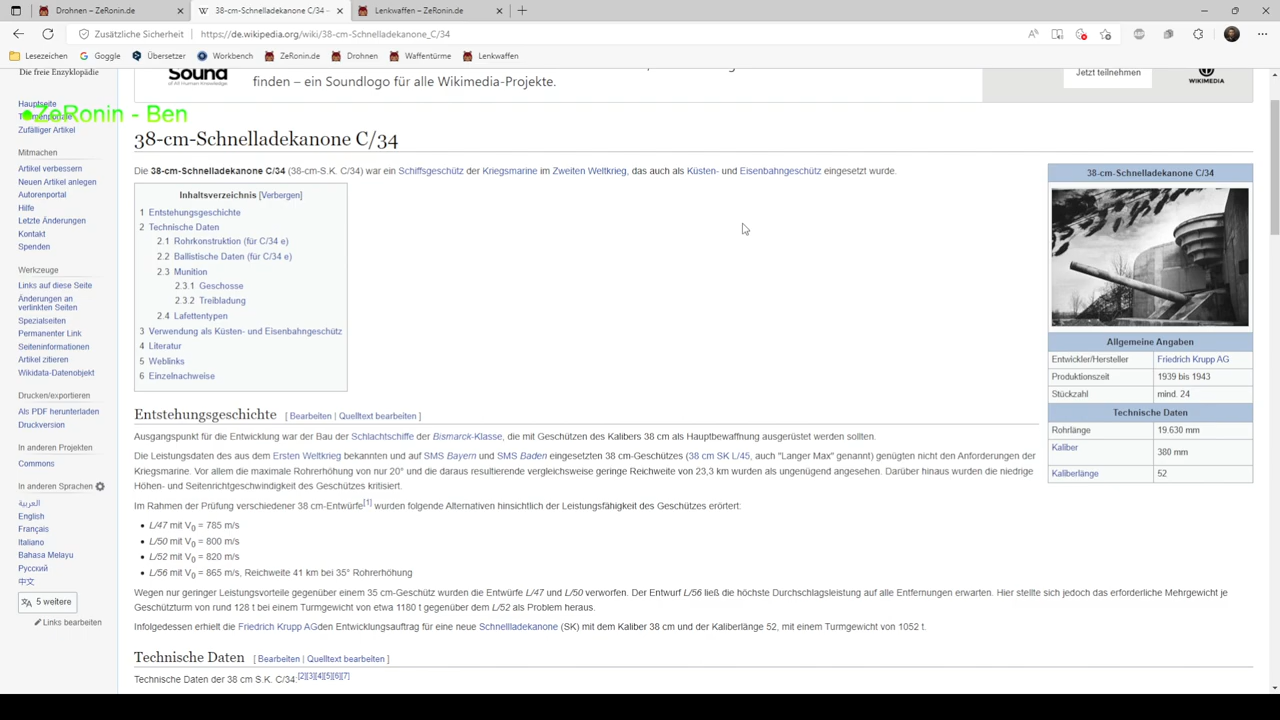 Drohnen – ZeRonin.de
38-cm-Schnelladekanone C/34 –
Lenkwaffen – ZeRonin.de
Zusätzliche Sicherheit
https://de.wikipedia.org/wiki/38-cm-Schnelladekanone_C/34
Lesezeichen
Google
Übersetzer
Workbench
ZeRonin.de
Drohnen
Waffentürme
Lenkwaffen
Die freie Enzyklopädie
Sound
finden – ein Soundlogo für alle Wikimedia-Projekte.
Jetzt teilnehmen
WIKIMEDIA
ZeRonin - Ben
Hauptseite
Themenportale
Zufälliger Artikel
Mitmachen
Artikel verbessern
Neuen Artikel anlegen
Autorenportal
Hilfe
Letzte Änderungen
Kontakt
Spenden
Werkzeuge
Links auf diese Seite
Änderungen an
verlinkten Seiten
Spezialseiten
Permanenter Link
Seiteninformationen
Artikel zitieren
Wikidata-Datenobjekt
Drucken/exportieren
Als PDF herunterladen
Druckversion
In anderen Projekten
Commons
In anderen Sprachen
العربية
English
Français
Italiano
Bahasa Melayu
Русский
中文
5 weitere
Links bearbeiten
38-cm-Schnelladekanone C/34
Die 38-cm-Schnelladekanone C/34 (38-cm-S.K. C/34) war ein Schiffsgeschütz der Kriegsmarine im Zweiten Weltkrieg, das auch als Küsten- und Eisenbahngeschütz eingesetzt wurde.
Inhaltsverzeichnis [Verbergen]
1 Entstehungsgeschichte
2 Technische Daten
2.1 Rohrkonstruktion (für C/34 e)
2.2 Ballistische Daten (für C/34 e)
2.3 Munition
2.3.1 Geschosse
2.3.2 Treibladung
2.4 Lafettentypen
3 Verwendung als Küsten- und Eisenbahngeschütz
4 Literatur
5 Weblinks
6 Einzelnachweise
38-cm-Schnelladekanone C/34
Allgemeine Angaben
Entwickler/Hersteller Friedrich Krupp AG
Produktionszeit 1939 bis 1943
Stückzahl mind. 24
Technische Daten
Rohrlänge 19.630 mm
Kaliber 380 mm
Kaliberlänge 52
Entstehungsgeschichte [ Bearbeiten | Quelltext bearbeiten ]
Ausgangspunkt für die Entwicklung war der Bau der Schlachtschiffe der Bismarck-Klasse, die mit Geschützen des Kalibers 38 cm als Hauptbewaffnung ausgerüstet werden sollten.
Die Leistungsdaten des aus dem Ersten Weltkrieg bekannten und auf SMS Bayern und SMS Baden eingesetzten 38 cm-Geschützes (38 cm SK L/45, auch "Langer Max" genannt) genügten nicht den Anforderungen der
Kriegsmarine. Vor allem die maximale Rohrerhöhung von nur 20° und die daraus resultierende vergleichsweise geringe Reichweite von 23,3 km wurden als ungenügend angesehen. Darüber hinaus wurden die niedrige
Höhen- und Seitenrichtgeschwindigkeit des Geschützes kritisiert.
Im Rahmen der Prüfung verschiedener 38 cm-Entwürfe[1] wurden folgende Alternativen hinsichtlich der Leistungsfähigkeit des Geschützes erörtert:
• L/47 mit V0 = 785 m/s
• L/50 mit V0 = 800 m/s
• L/52 mit V0 = 820 m/s
• L/56 mit V0 = 865 m/s, Reichweite 41 km bei 35° Rohrerhöhung
Wegen nur geringer Leistungsvorteile gegenüber einem 35 cm-Geschütz wurden die Entwürfe L/47 und L/50 verworfen. Der Entwurf L/56 ließ die höchste Durchschlagsleistung auf alle Entfernungen erwarten. Hier stellte sich jedoch das erforderliche Mehrgewicht je
Geschützturm von rund 128 t bei einem Turmgewicht von etwa 1180 t gegenüber dem L/52 als Problem heraus.
Infolgedessen erhielt die Friedrich Krupp AGden Entwicklungsauftrag für eine neue Schnellladekanone (SK) mit dem Kaliber 38 cm und der Kaliberlänge 52, mit einem Turmgewicht von 1052 t.
Technische Daten [ Bearbeiten | Quelltext bearbeiten ]
Technische Daten der 38 cm S.K. C/34:[2][3][4][5][6][7]